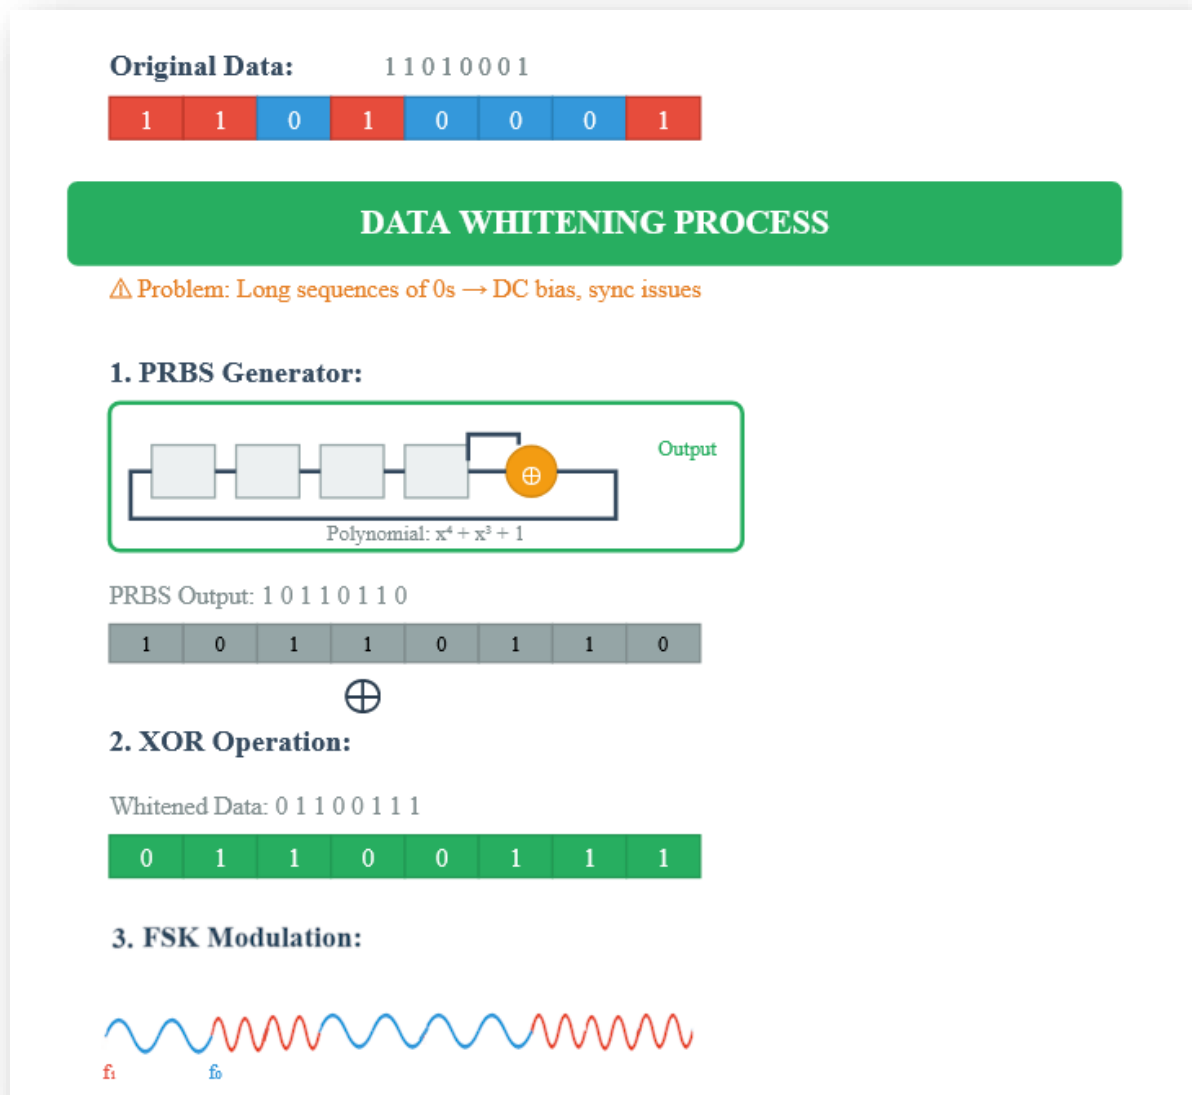 Original Data: 1 1 0 1 0 0 0 1
1 1 0 1 0 0 0 1
DATA WHITENING PROCESS
⚠ Problem: Long sequences of 0s → DC bias, sync issues
1. PRBS Generator:
Output
⊕
Polynomial: x⁴ + x³ + 1
PRBS Output: 1 0 1 1 0 1 1 0
1 0 1 1 0 1 1 0
⊕
2. XOR Operation:
Whitened Data: 0 1 1 0 0 1 1 1
0 1 1 0 0 1 1 1
3. FSK Modulation:
f₁ f₀